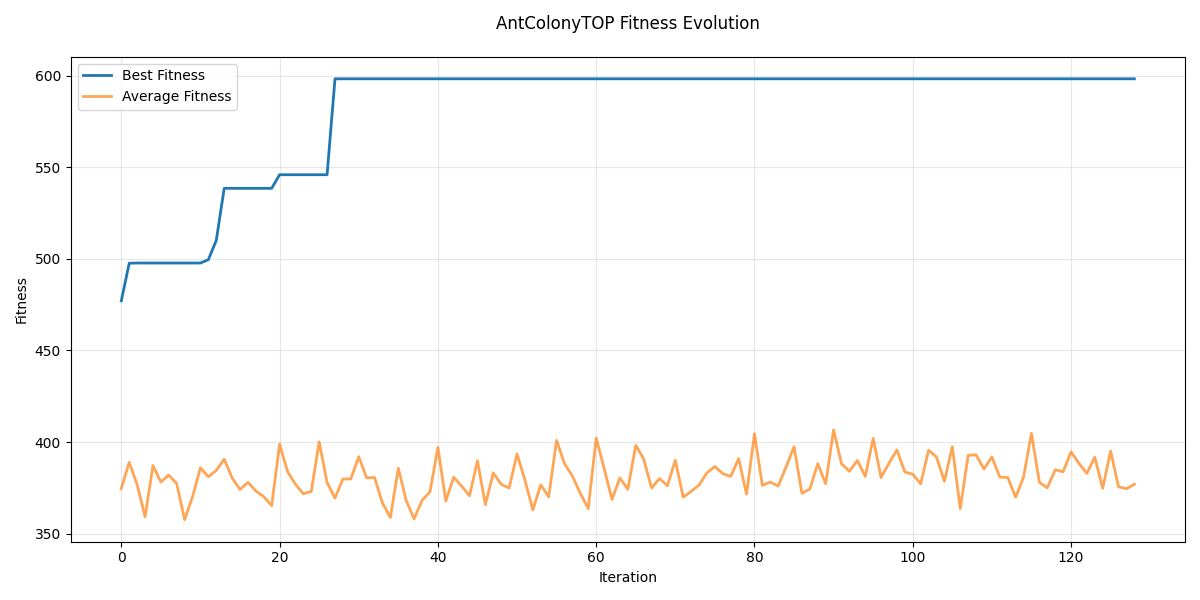 AntColonyTOP Fitness Evolution
Best Fitness
Average Fitness
600
550
500
450
400
350
Fitness
0 20 40 60 80 100 120
Iteration